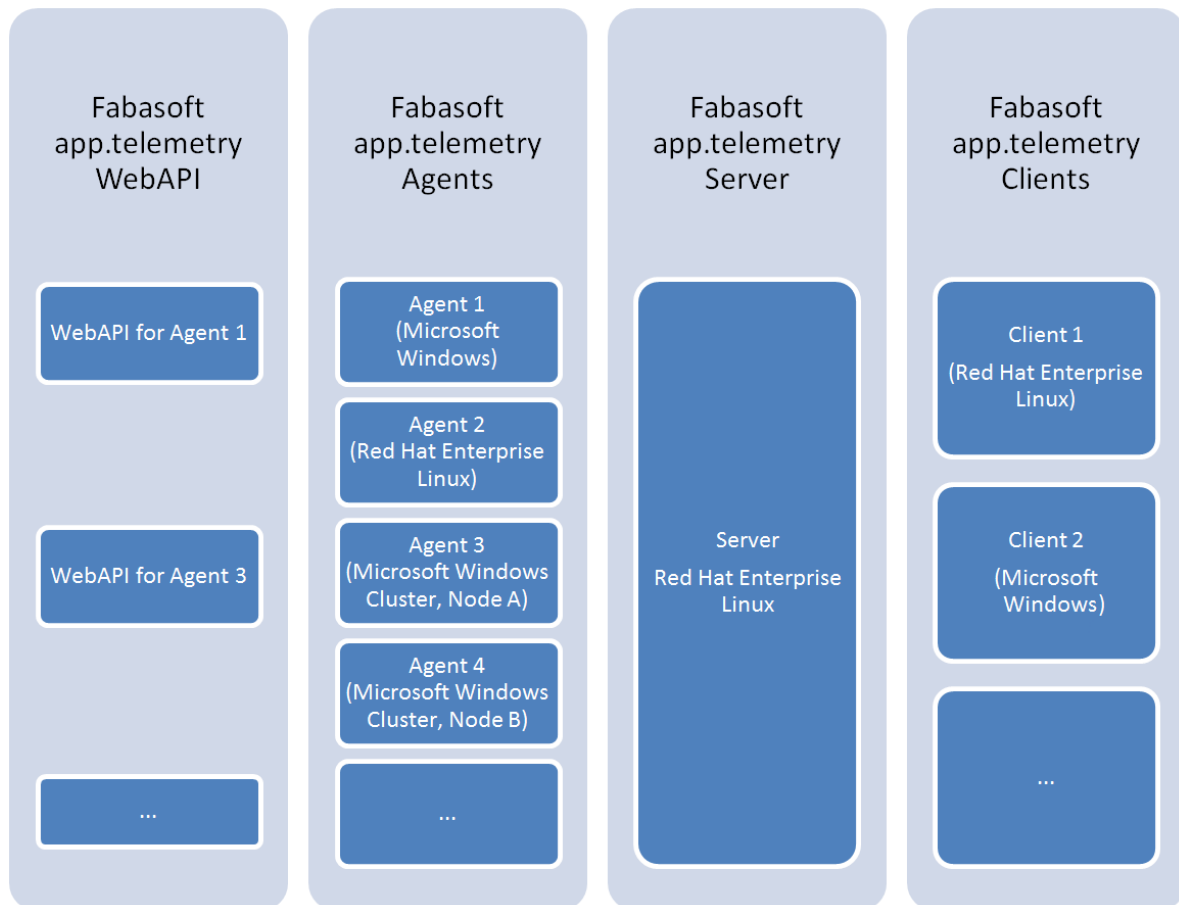 Fabasoft
app.telemetry
WebAPI
WebAPI for Agent 1
WebAPI for Agent 3
...
Fabasoft
app.telemetry
Agents
Agent 1
(Microsoft
Windows)
Agent 2
(Red Hat Enterprise
Linux)
Agent 3
(Microsoft Windows
Cluster, Node A)
Agent 4
(Microsoft Windows
Cluster, Node B)
...
Fabasoft
app.telemetry
Server
Server
Red Hat Enterprise
Linux
Fabasoft
app.telemetry
Clients
Client 1
(Red Hat Enterprise
Linux)
Client 2
(Microsoft
Windows)
...